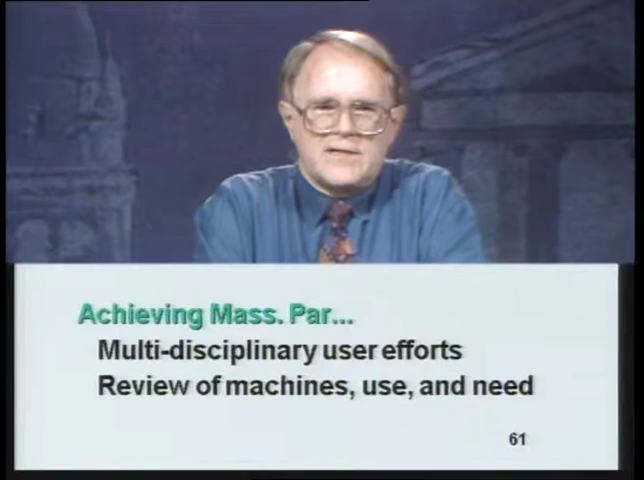 Achieving Mass. Par...
Multi-disciplinary user efforts
Review of machines, use, and need
61